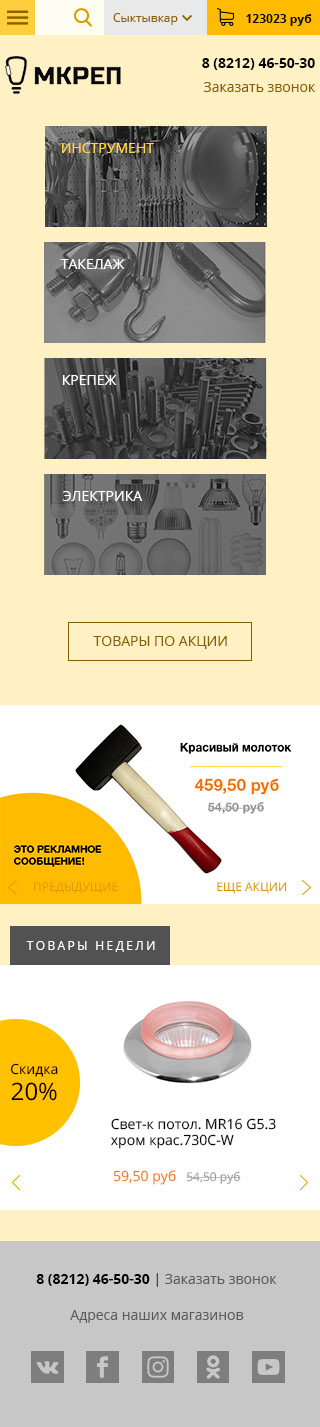 Сыктывкар
123023 руб
МКРЕП
8 (8212) 46-50-30
Заказать звонок
ИНСТРУМЕНТ
ТАКЕЛАЖ
КРЕПЕЖ
ЭЛЕКТРИКА
ТОВАРЫ ПО АКЦИИ
Красивый молоток
459,50 руб
54,50 руб
ЭТО РЕКЛАМНОЕ
СООБЩЕНИЕ!
ПРЕДЫДУЩИЕ
ЕЩЕ АКЦИИ
ТОВАРЫ НЕДЕЛИ
Скидка
20%
Свет-к потол. MR16 G5.3
хром крас.730C-W
59,50 руб 54,50 руб
8 (8212) 46-50-30 | Заказать звонок
Адреса наших магазинов